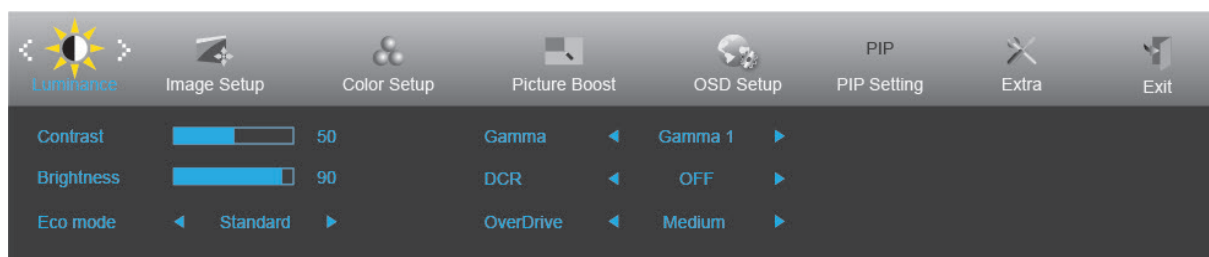 PIP
Luminance Image Setup Color Setup Picture Boost OSD Setup PIP Setting Extra Exit
Contrast 50 Gamma Gamma 1
Brightness 90 DCR OFF
Eco mode Standard OverDrive Medium